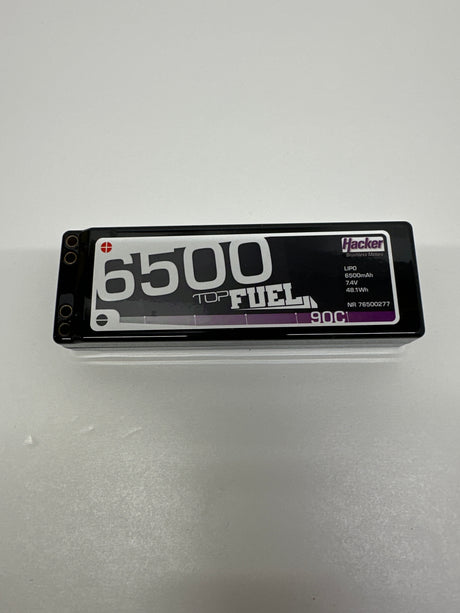 6500
TOP FUEL
90C
Hacker
Brushless Motors
LIPO
6500mAh
7.4V
48.1Wh
NR 76500277